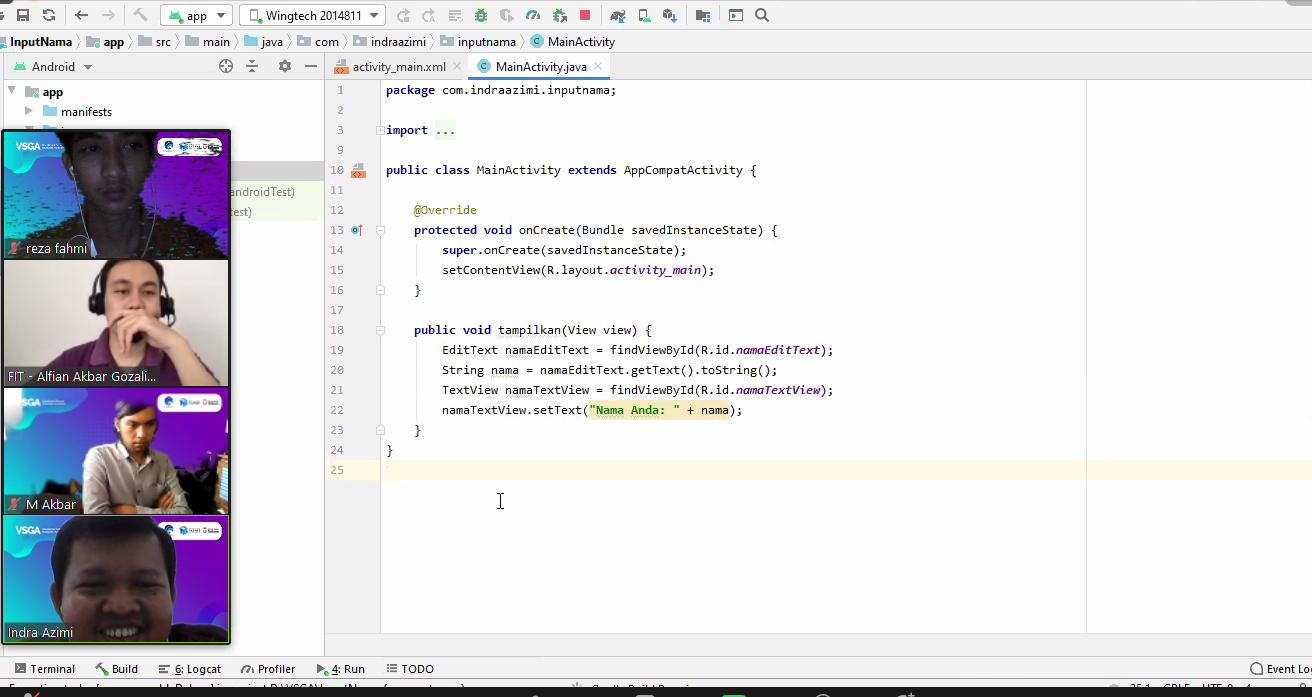 app
Wingtech 2014811
InputNama
app
src
main
java
com
indraazimi
inputnama
MainActivity
Android
activity_main.xml
MainActivity.java
app
manifests
androidTest)
test)
VSGA
reza fahmi
FIT - Alfian Akbar Gozali...
M Akbar
VSGA
Indra Azimi
1 package com.indraazimi.inputnama;
2
3 import ...
9
10 public class MainActivity extends AppCompatActivity {
11
12 @Override
13 protected void onCreate(Bundle savedInstanceState) {
14 super.onCreate(savedInstanceState);
15 setContentView(R.layout.activity_main);
16 }
17
18 public void tampilkan(View view) {
19 EditText namaEditText = findViewById(R.id.namaEditText);
20 String nama = namaEditText.getText().toString();
21 TextView namaTextView = findViewById(R.id.namaTextView);
22 namaTextView.setText("Nama Anda: " + nama);
23 }
24 }
25
Terminal
Build
6: Logcat
Profiler
4: Run
TODO
Event Lo